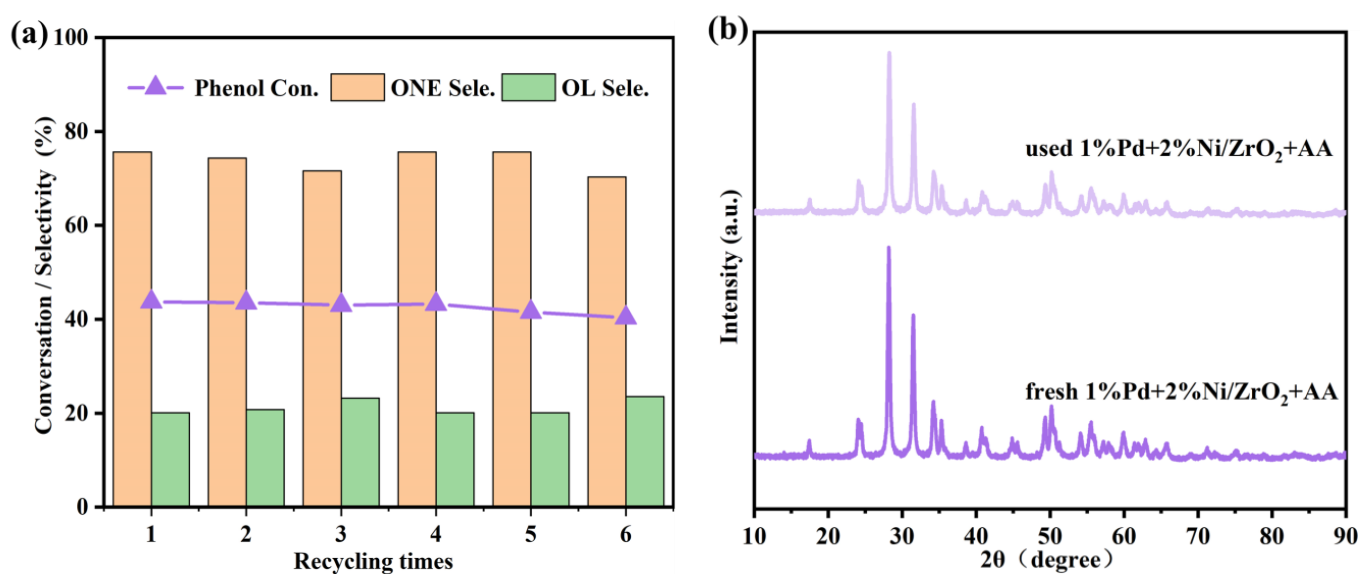 (a)
100
80
60
40
20
0
Conversation / Selectivity (%)
Phenol Con. ONE Sele. OL Sele.
1 2 3 4 5 6
Recycling times
(b)
Intensity (a.u.)
used 1%Pd+2%Ni/ZrO₂+AA
fresh 1%Pd+2%Ni/ZrO₂+AA
10 20 30 40 50 60 70 80 90
2θ（degree）